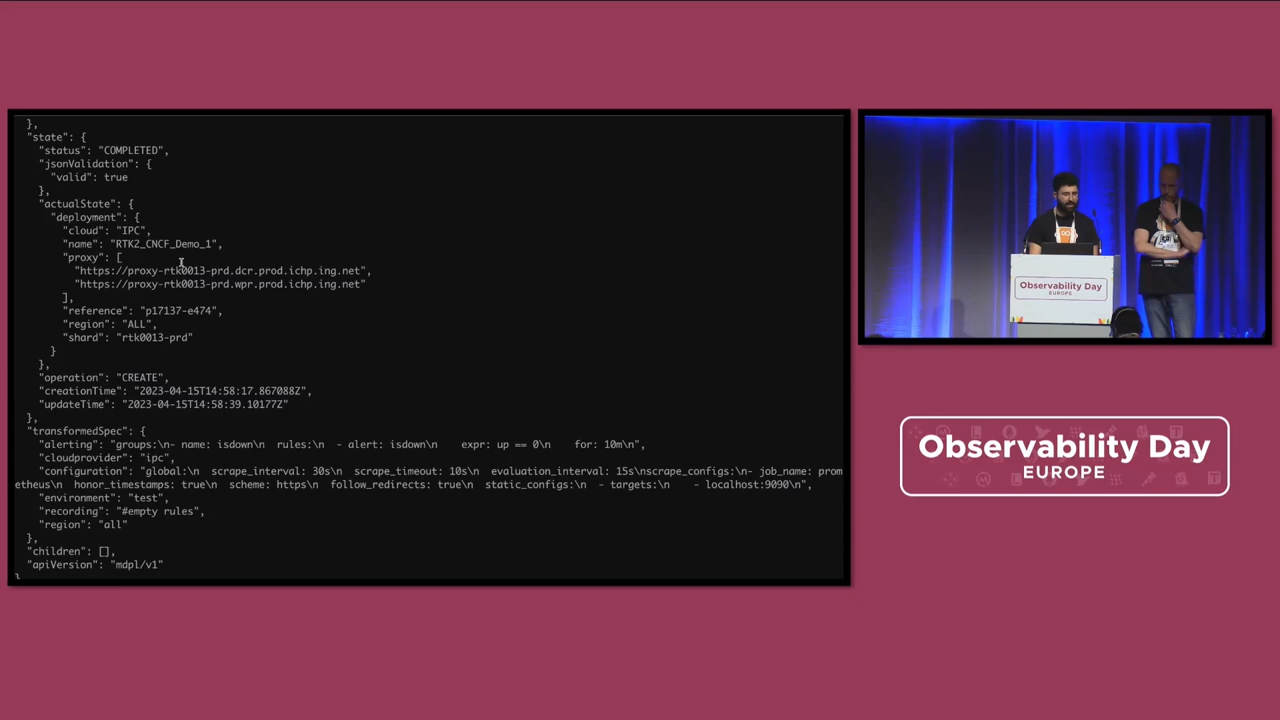 },
"state": {
"status": "COMPLETED",
"jsonValidation": {
"valid": true
},
"actualState": {
"deployment": {
"cloud": "IPC",
"name": "RTK2_CNCF_Demo_1",
"proxy": [
"https://proxy-rtk0013-prd.dcr.prod.ichp.ing.net",
"https://proxy-rtk0013-prd.wpr.prod.ichp.ing.net"
],
"reference": "p17137-e474",
"region": "ALL",
"shard": "rtk0013-prd"
}
},
"operation": "CREATE",
"creationTime": "2023-04-15T14:58:17.867088Z",
"updateTime": "2023-04-15T14:58:39.10177Z"
},
"transformedSpec": {
"alerting": "groups:\n- name: isdown\n  rules:\n  - alert: isdown\n    expr: up == 0\n    for: 10m\n",
"cloudprovider": "ipc",
"configuration": "global:\n  scrape_interval: 30s\n  scrape_timeout: 10s\n  evaluation_interval: 15s\nscrape_configs:\n- job_name: prom
etheus\n  honor_timestamps: true\n  scheme: https\n  follow_redirects: true\n  static_configs:\n  - targets:\n    - localhost:9090\n",
"environment": "test",
"recording": "#empty rules",
"region": "all"
},
"children": [],
"apiVersion": "mdpl/v1"
}
Observability Day
EUROPE
Observability Day
EUROPE